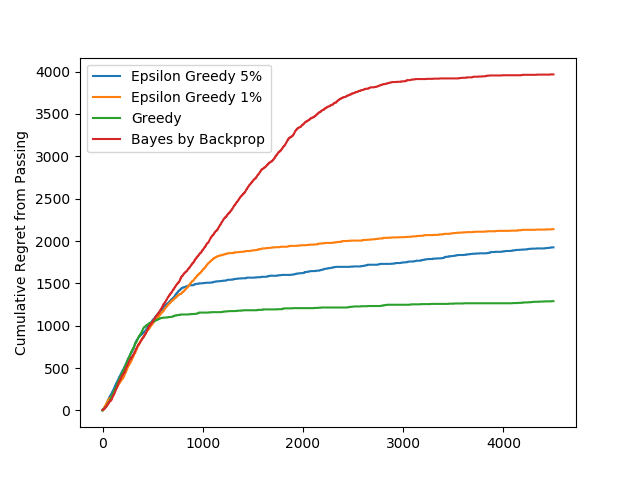 Epsilon Greedy 5%
Epsilon Greedy 1%
Greedy
Bayes by Backprop
Cumulative Regret from Passing
4000
3500
3000
2500
2000
1500
1000
500
0
0 1000 2000 3000 4000